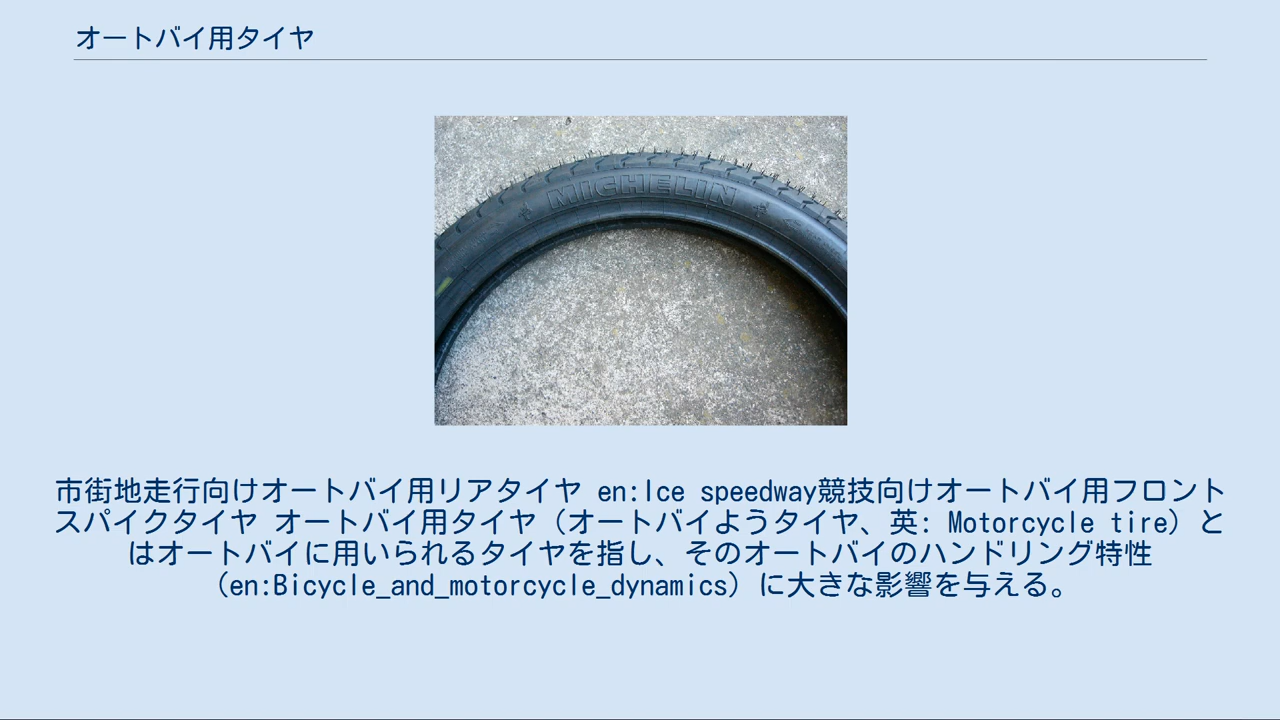 オートバイ用タイヤ
MICHELIN
市街地走行向けオートバイ用リアタイヤ en:Ice speedway競技向けオートバイ用フロント
スパイクタイヤ オートバイ用タイヤ（オートバイようタイヤ、英: Motorcycle tire）と
はオートバイに用いられるタイヤを指し、そのオートバイのハンドリング特性
（en:Bicycle_and_motorcycle_dynamics）に大きな影響を与える。